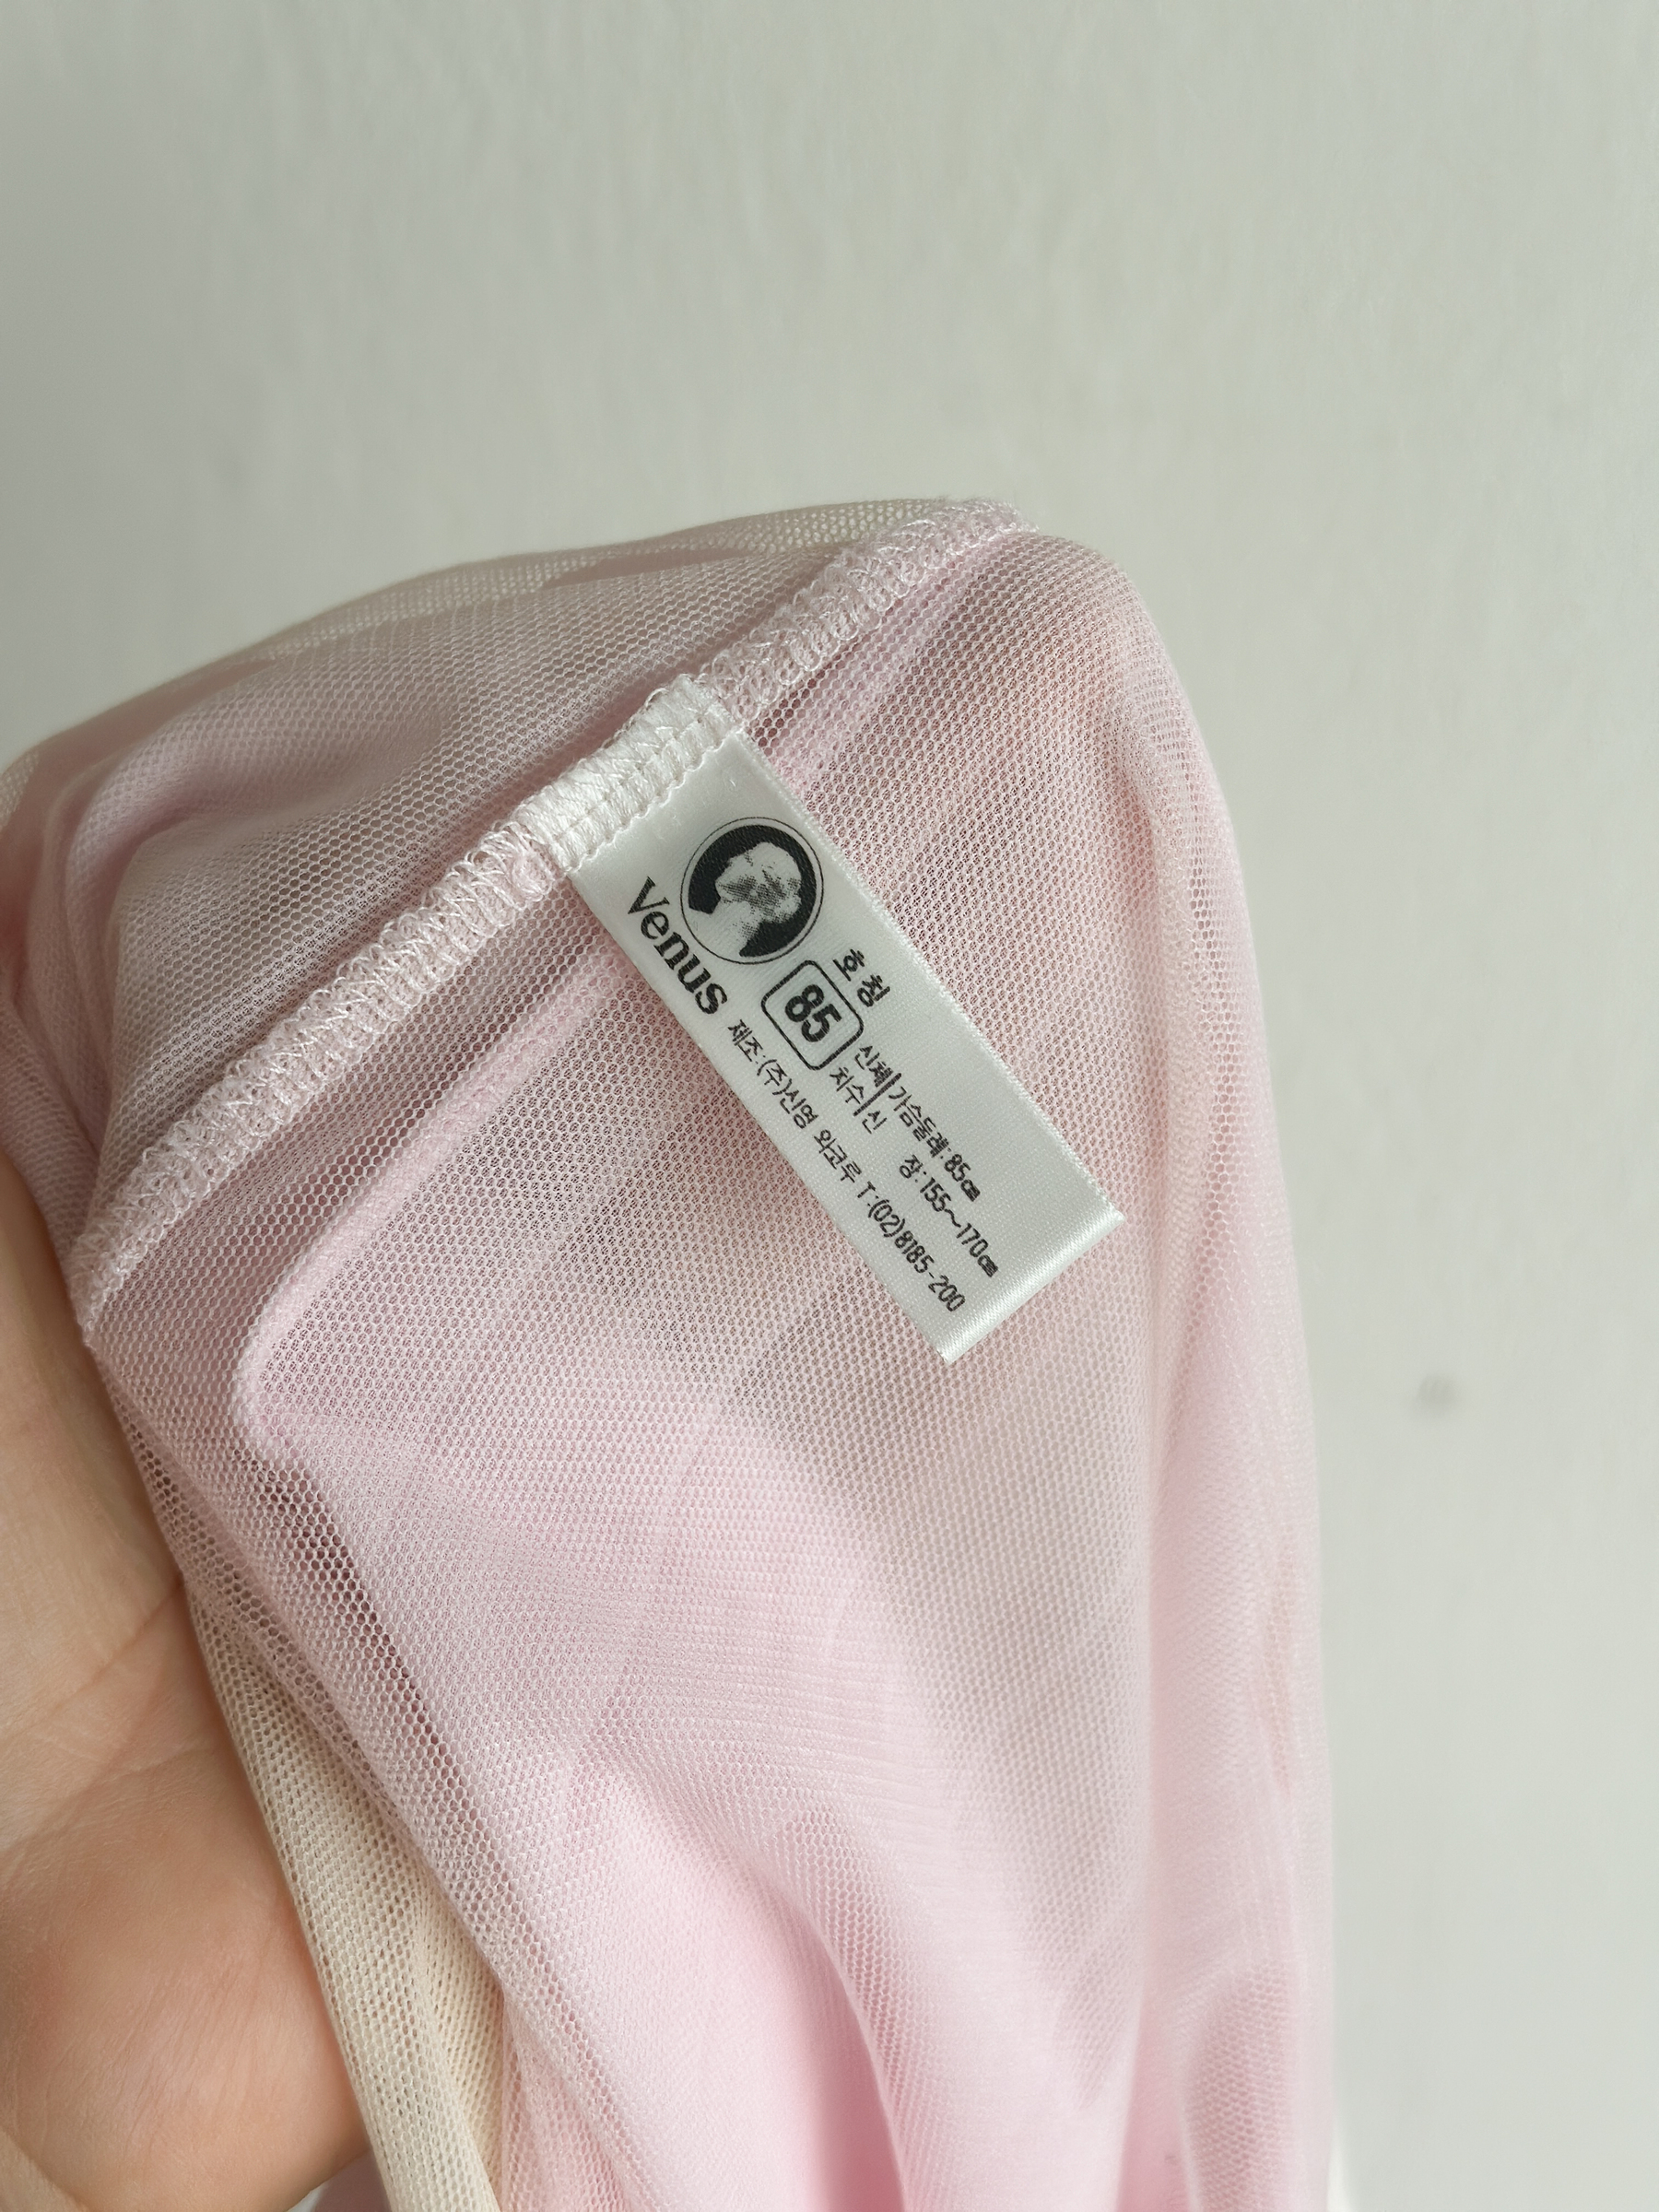 Venus
호칭
85
신체 가슴둘레:85㎝
치수 신 장:155~170㎝
제조:(주)신영 와코루 T:(02)8185-200